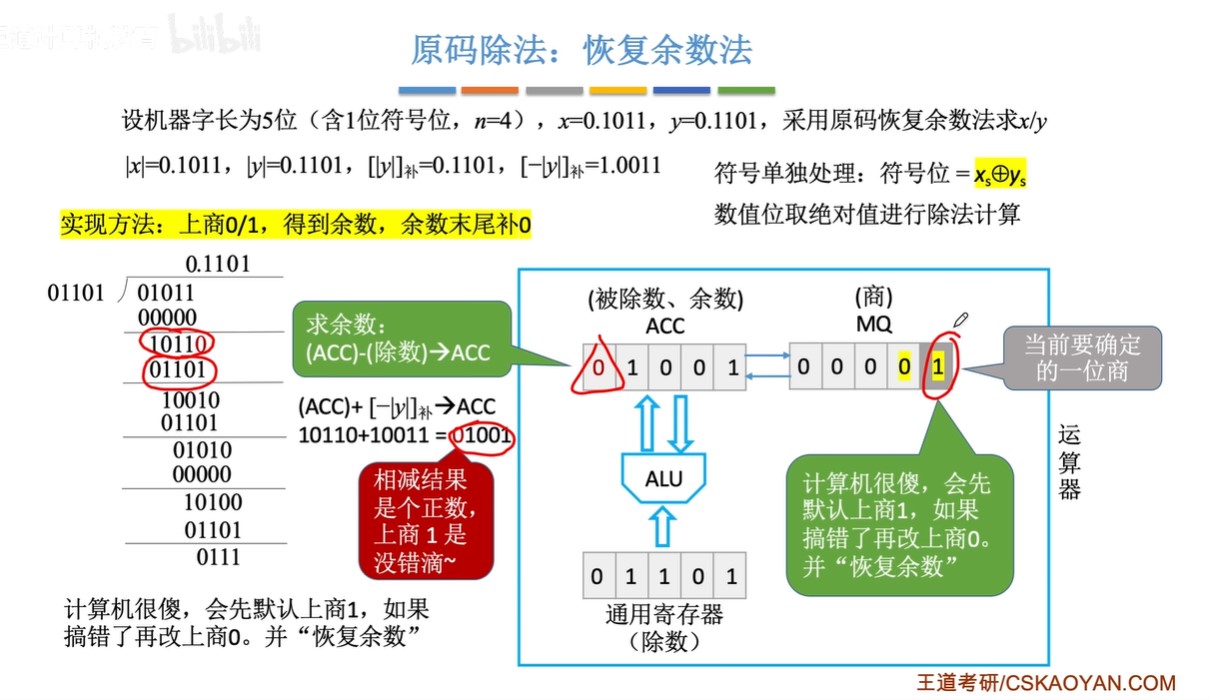 bilibili
原码除法：恢复余数法
设机器字长为5位（含1位符号位，n=4），x=0.1011，y=0.1101，采用原码恢复余数法求x/y
|x|=0.1011，|y|=0.1101，[|y|]补=0.1101，[−|y|]补=1.0011
符号单独处理：符号位 = xs⊕ys
数值位取绝对值进行除法计算
实现方法：上商0/1，得到余数，余数末尾补0
0.1101
01101
01011
00000
10110
01101
10010
01101
01010
00000
10100
01101
0111
求余数：
(ACC)-(除数)→ACC
(ACC)+ [−|y|]补→ACC
10110+10011 = 01001
相减结果
是个正数，
上商 1 是
没错滴~
计算机很傻，会先默认上商1，如果
搞错了再改上商0。并“恢复余数”
(被除数、余数)
ACC
0 1 0 0 1
(商)
MQ
0 0 0 0 1
当前要确定
的一位商
ALU
0 1 1 0 1
通用寄存器
（除数）
计算机很傻，会先
默认上商1，如果
搞错了再改上商0。
并“恢复余数”
运
算
器
王道考研/CSKAOYAN.COM